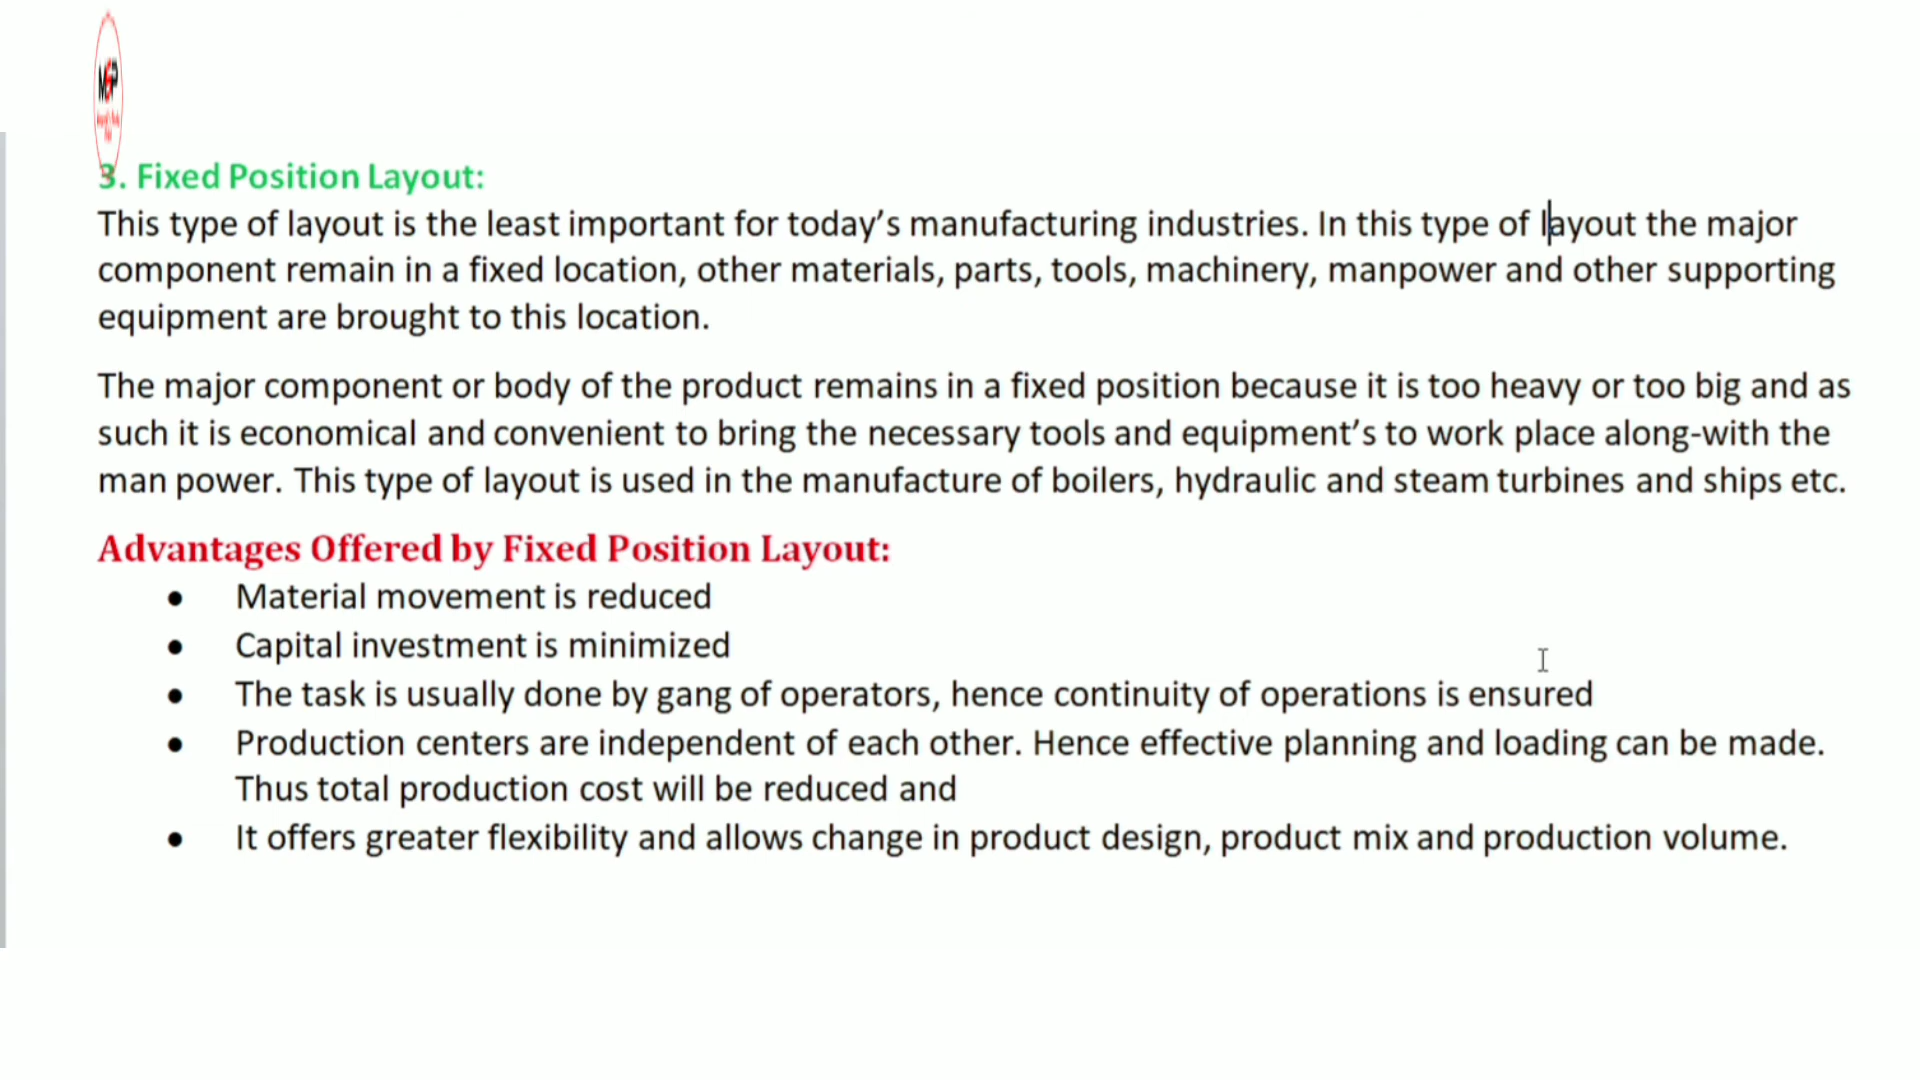 MSP
3. Fixed Position Layout:
This type of layout is the least important for today’s manufacturing industries. In this type of layout the major
component remain in a fixed location, other materials, parts, tools, machinery, manpower and other supporting
equipment are brought to this location.
The major component or body of the product remains in a fixed position because it is too heavy or too big and as
such it is economical and convenient to bring the necessary tools and equipment’s to work place along-with the
man power. This type of layout is used in the manufacture of boilers, hydraulic and steam turbines and ships etc.
Advantages Offered by Fixed Position Layout:
● Material movement is reduced
● Capital investment is minimized
● The task is usually done by gang of operators, hence continuity of operations is ensured
● Production centers are independent of each other. Hence effective planning and loading can be made.
Thus total production cost will be reduced and
● It offers greater flexibility and allows change in product design, product mix and production volume.